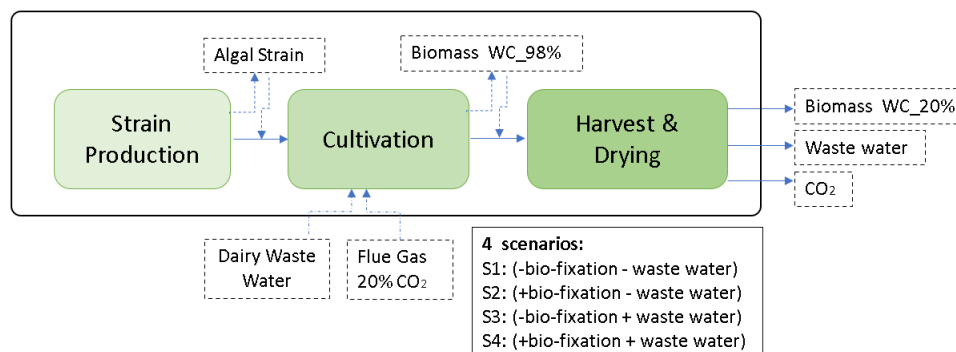 Algal Strain
Biomass WC_98%
Strain
Production
Cultivation
Harvest &
Drying
Biomass WC_20%
Waste water
CO₂
Dairy Waste
Water
Flue Gas
20% CO₂
4 scenarios:
S1: (-bio-fixation - waste water)
S2: (+bio-fixation - waste water)
S3: (-bio-fixation + waste water)
S4: (+bio-fixation + waste water)